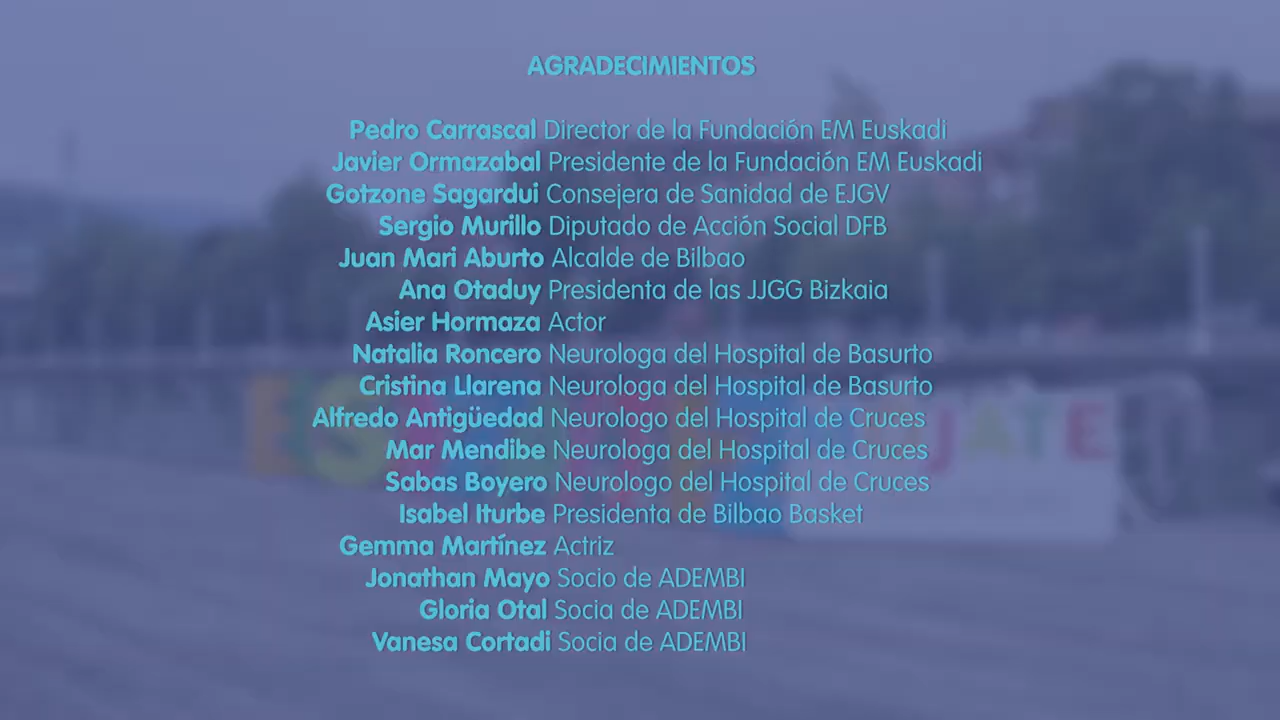 AGRADECIMIENTOS
Pedro Carrascal Director de la Fundación EM Euskadi
Javier Ormazabal Presidente de la Fundación EM Euskadi
Gotzone Sagardui Consejera de Sanidad de EJGV
Sergio Murillo Diputado de Acción Social DFB
Juan Mari Aburto Alcalde de Bilbao
Ana Otaduy Presidenta de las JJGG Bizkaia
Asier Hormaza Actor
Natalia Roncero Neurologa del Hospital de Basurto
Cristina Llarena Neurologa del Hospital de Basurto
Alfredo Antigüedad Neurologo del Hospital de Cruces
Mar Mendibe Neurologa del Hospital de Cruces
Sabas Boyero Neurologo del Hospital de Cruces
Isabel Iturbe Presidenta de Bilbao Basket
Gemma Martínez Actriz
Jonathan Mayo Socio de ADEMBI
Gloria Otal Socia de ADEMBI
Vanesa Cortadi Socia de ADEMBI